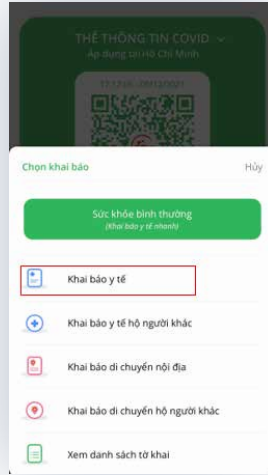 THẺ THÔNG TIN COVID
Áp dụng tại Hồ Chí Minh
Chọn khai báo
Hủy
Sức khỏe bình thường
(Khai báo y tế nhanh)
Khai báo y tế
Khai báo y tế hộ người khác
Khai báo di chuyển nội địa
Khai báo di chuyển hộ người khác
Xem danh sách tờ khai